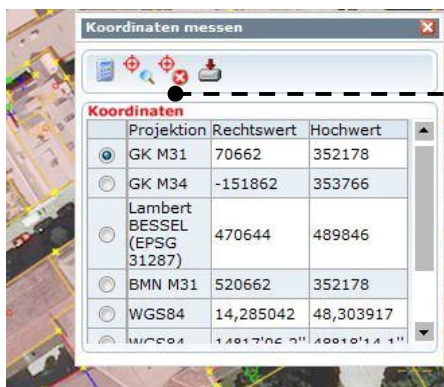 Koordinaten messen
Koordinaten
Projektion Rechtswert Hochwert
GK M31 70662 352178
GK M34 -151862 353766
Lambert
BESSEL
(EPSG
31287) 470644 489846
BMN M31 520662 352178
WGS84 14,285042 48,303917
WGS84